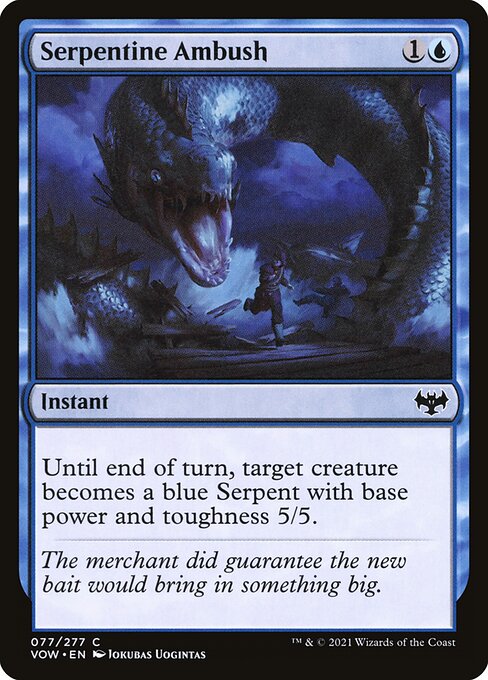 Serpentine Ambush 1
Instant
Until end of turn, target creature
becomes a blue Serpent with base
power and toughness 5/5.
The merchant did guarantee the new
bait would bring in something big.
077/277 C
VOW • EN Jokubas Uogintas
™ & © 2021 Wizards of the Coast